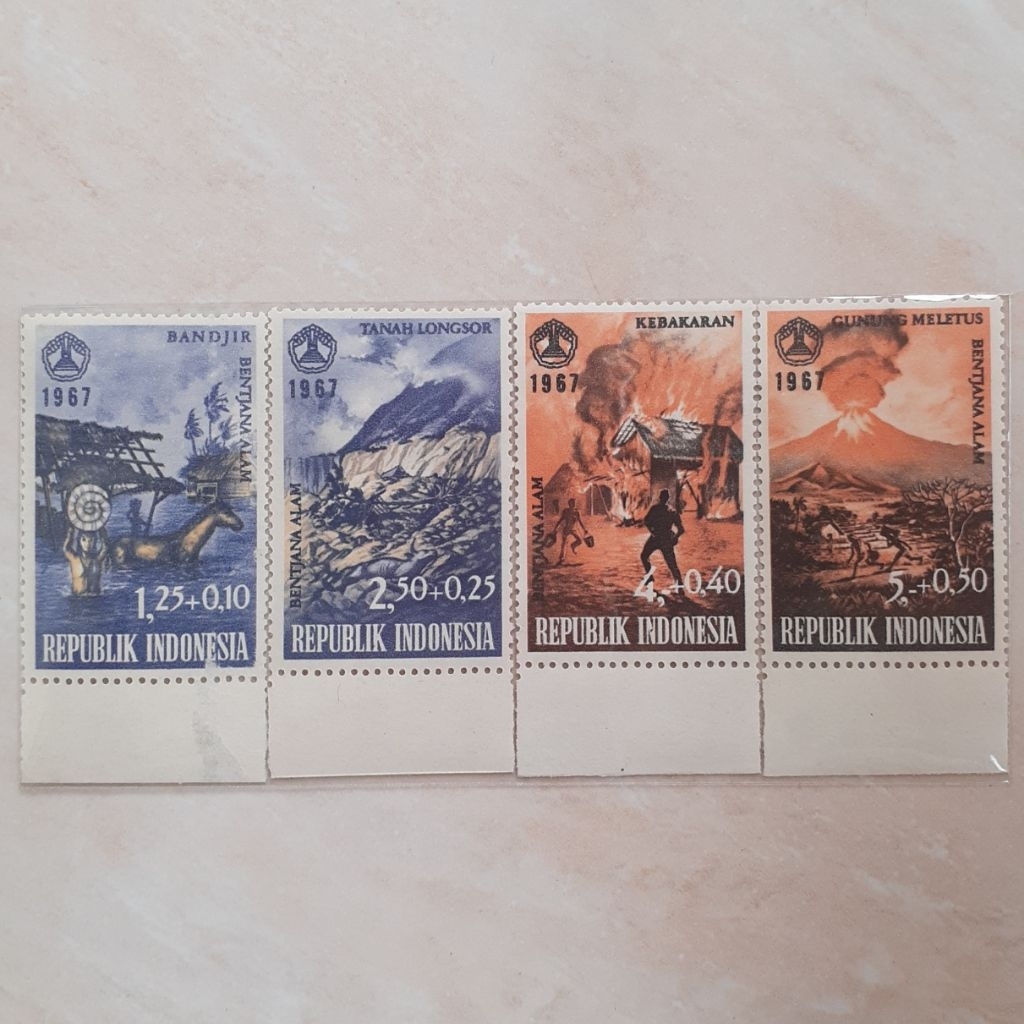 BANDJIR
1967
BENTJANA ALAM
1,25+0,10
REPUBLIK INDONESIA
TANAH LONGSOR
1967
BENTJANA ALAM
2,50+0,25
REPUBLIK INDONESIA
KEBAKARAN
1967
BENTJANA ALAM
4,-+0,40
REPUBLIK INDONESIA
GUNUNG MELETUS
1967
BENTJANA ALAM
5,-+0,50
REPUBLIK INDONESIA